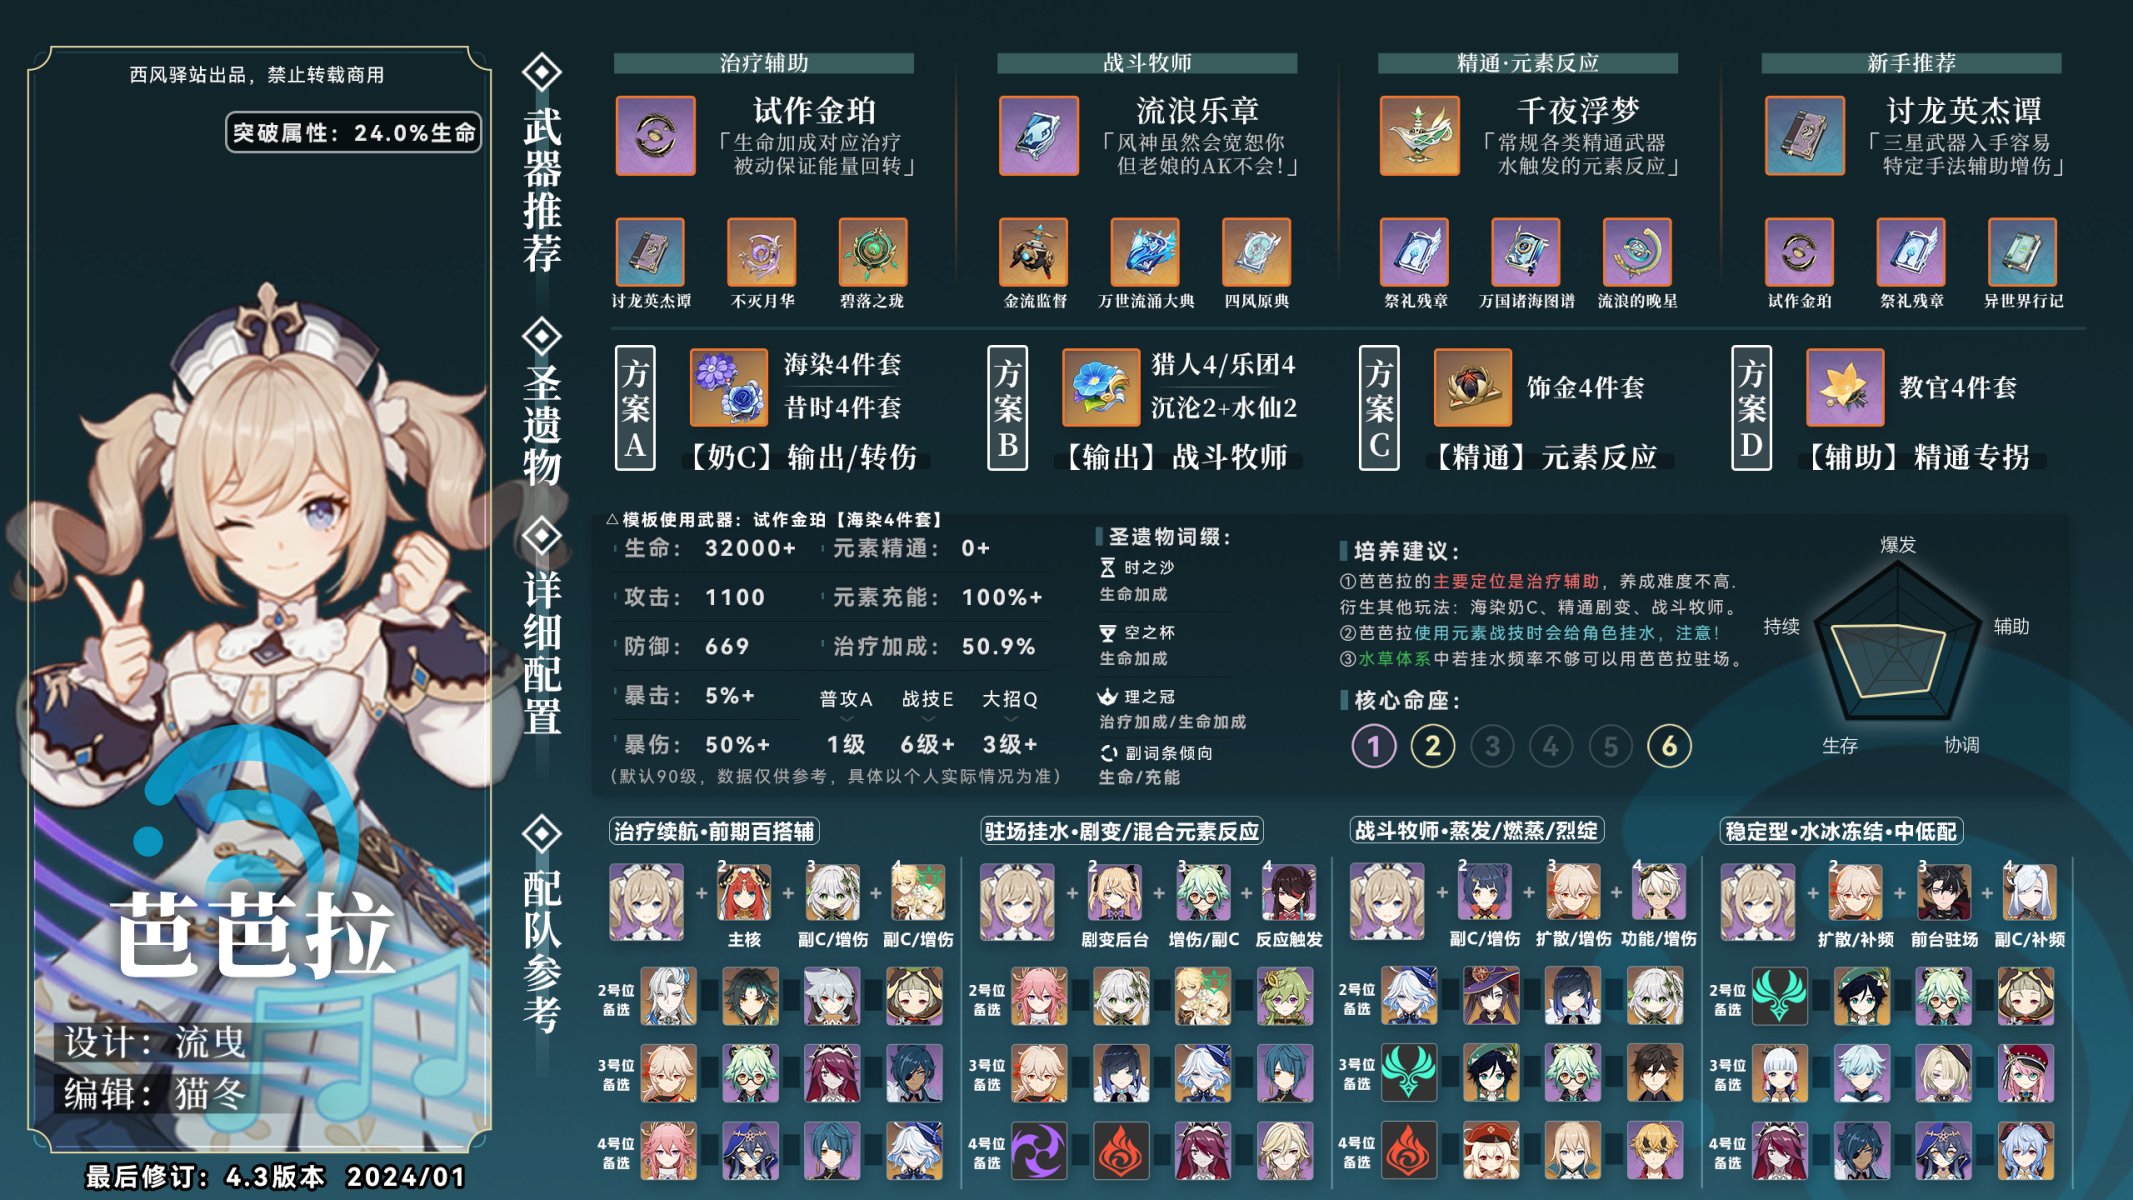 西风驿站出品，禁止转载商用
突破属性：24.0%生命
芭芭拉
设计：流曳
编辑：猫冬
最后修订：4.3版本 2024/01
武器推荐
治疗辅助
试作金珀
「生命加成对应治疗
被动保证能量回转」
讨龙英杰谭 不灭月华 碧落之珑
战斗牧师
流浪乐章
「风神虽然会宽恕你
但老娘的AK不会!」
金流监督 万世流涌大典 四风原典
精通·元素反应
千夜浮梦
「常规各类精通武器
水触发的元素反应」
祭礼残章 万国诸海图谱 流浪的晚星
新手推荐
讨龙英杰谭
「三星武器入手容易
特定手法辅助增伤」
试作金珀 祭礼残章 异世界行记
圣遗物
方案A
海染4件套
昔时4件套
【奶C】输出/转伤
方案B
猎人4/乐团4
沉沦2+水仙2
【输出】战斗牧师
方案C
饰金4件套
【精通】元素反应
方案D
教官4件套
【辅助】精通专拐
详细配置
△模板使用武器：试作金珀【海染4件套】
生命： 32000+ 元素精通： 0+
攻击： 1100 元素充能： 100%+
防御： 669 治疗加成： 50.9%
暴击： 5%+ 普攻A 战技E 大招Q
暴伤： 50%+ 1级 6级+ 3级+
(默认90级，数据仅供参考，具体以个人实际情况为准)
圣遗物词缀：
时之沙
生命加成
空之杯
生命加成
理之冠
治疗加成/生命加成
副词条倾向
生命/充能
培养建议：
①芭芭拉的主要定位是治疗辅助，养成难度不高.
衍生其他玩法：海染奶C、精通剧变、战斗牧师。
②芭芭拉使用元素战技时会给角色挂水，注意！
③水草体系中若挂水频率不够可以用芭芭拉驻场。
核心命座：
1 2 3 4 5 6
爆发
持续 辅助
生存 协调
配队参考
治疗续航·前期百搭辅
+ 2 + 3 + 4
主核 副C/增伤 副C/增伤
2号位
备选
3号位
备选
4号位
备选
驻场挂水·剧变/混合元素反应
+ 2 + 3 + 4
剧变后台 增伤/副C 反应触发
2号位
备选
3号位
备选
4号位
备选
战斗牧师·蒸发/燃蒸/烈绽
+ 2 + 3 + 4
副C/增伤 扩散/增伤 功能/增伤
2号位
备选
3号位
备选
4号位
备选
稳定型·水冰冻结·中低配
+ 2 + 3 + 4
扩散/补频 前台驻场 副C/补频
2号位
备选
3号位
备选
4号位
备选